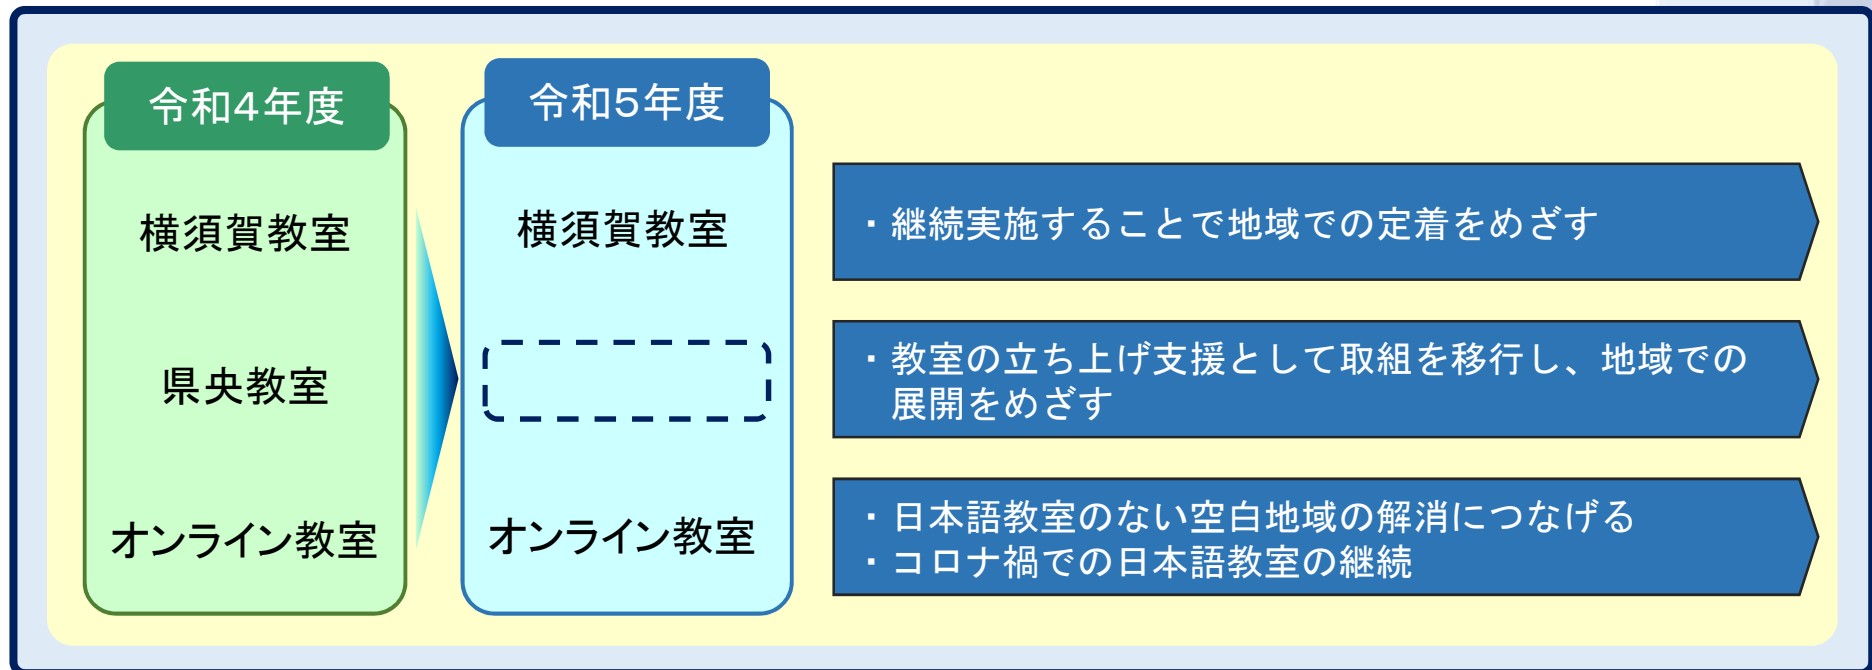 令和4年度
横須賀教室
県央教室
オンライン教室
令和5年度
横須賀教室
オンライン教室
・継続実施することで地域での定着をめざす
・教室の立ち上げ支援として取組を移行し、地域での
展開をめざす
・日本語教室のない空白地域の解消につなげる
・コロナ禍での日本語教室の継続